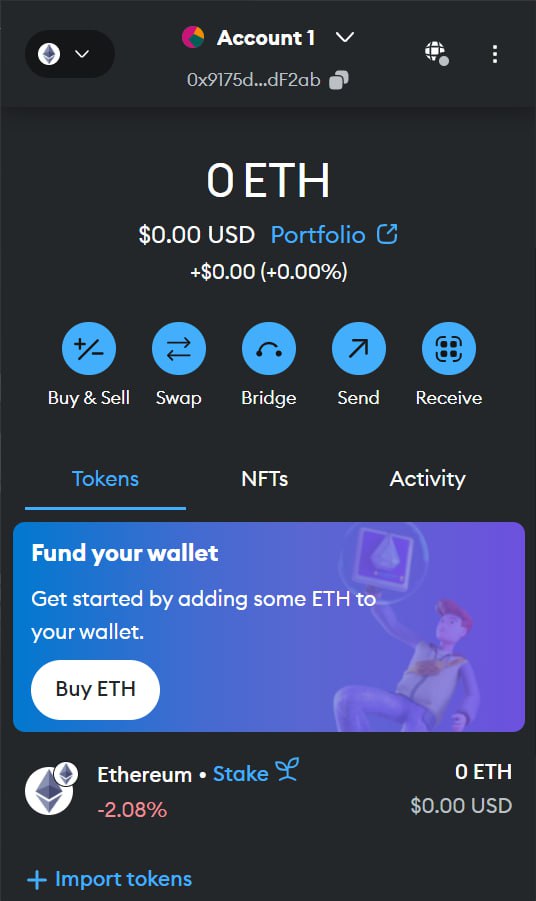 Account 1
0x9175d...dF2ab
0 ETH
$0.00 USD Portfolio
+$0.00 (+0.00%)
Buy & Sell Swap Bridge Send Receive
Tokens NFTs Activity
Fund your wallet
Get started by adding some ETH to
your wallet.
Buy ETH
Ethereum • Stake 0 ETH
-2.08% $0.00 USD
+ Import tokens